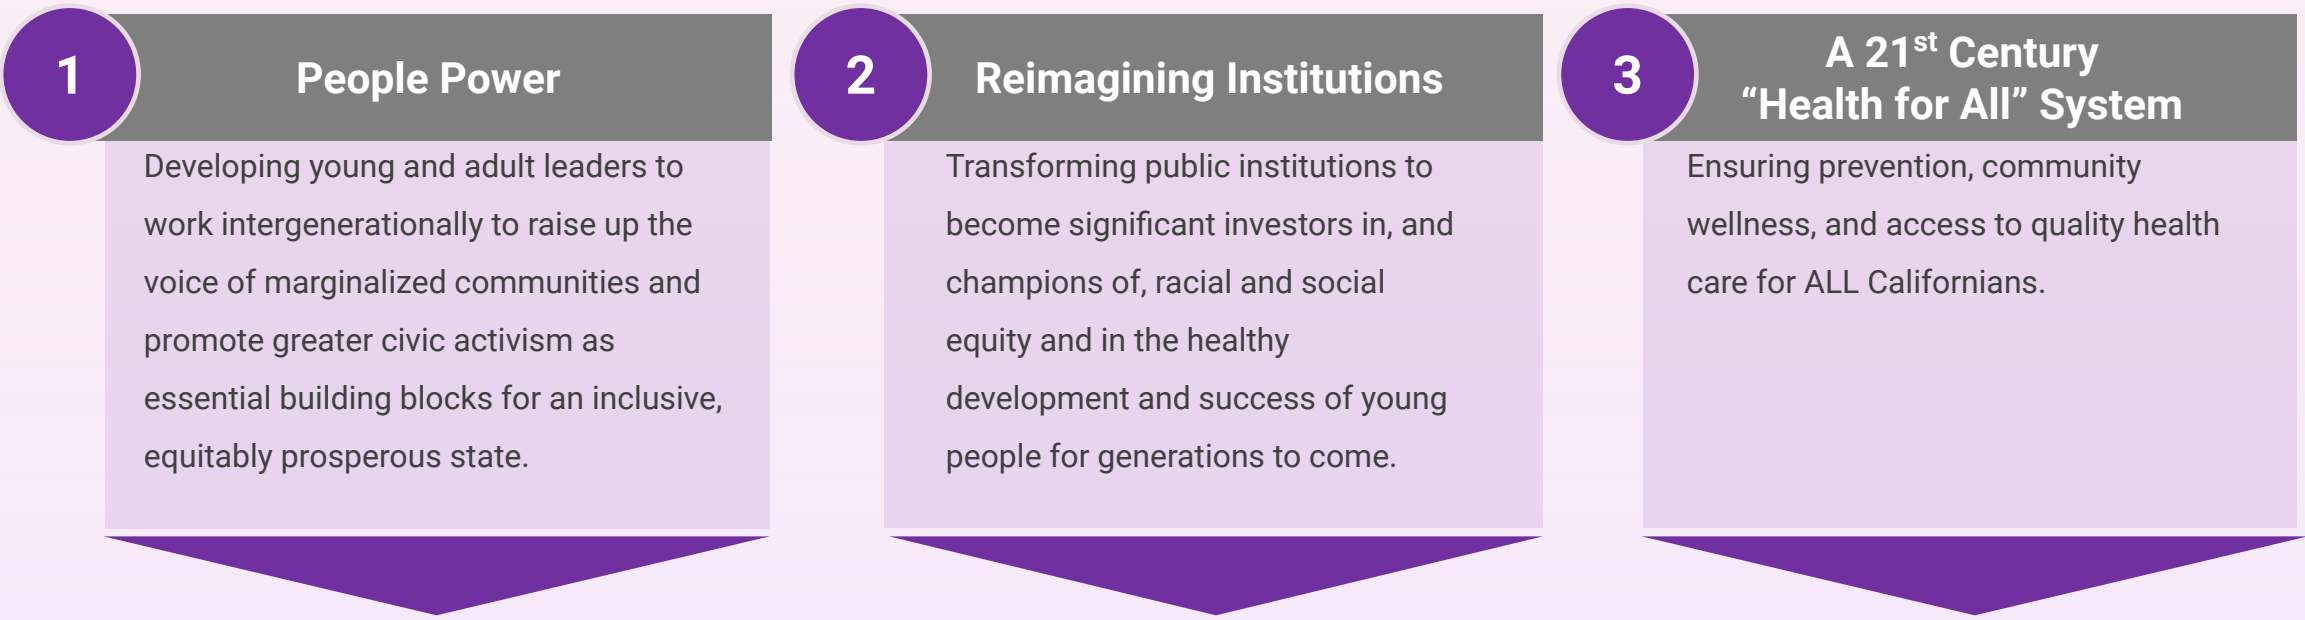 1
People Power
Developing young and adult leaders to
work intergenerationally to raise up the
voice of marginalized communities and
promote greater civic activism as
essential building blocks for an inclusive,
equitably prosperous state.
2
Reimagining Institutions
Transforming public institutions to
become significant investors in, and
champions of, racial and social
equity and in the healthy
development and success of young
people for generations to come.
3
A 21st Century
“Health for All” System
Ensuring prevention, community
wellness, and access to quality health
care for ALL Californians.